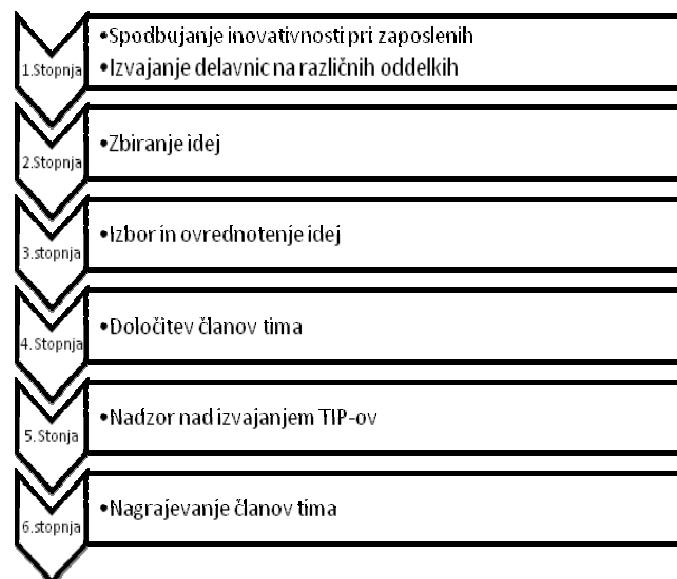 1.Stopnja
•Spodbujanje inovativnosti pri zaposlenih
•Izvajanje delavnic na različnih oddelkih
2.Stopnja
•Zbiranje idej
3.stopnja
•Izbor in ovrednotenje idej
4.Stopnja
•Določitev članov tima
5.Stonja
•Nadzor nad izvajanjem TIP-ov
6.stopnja
•Nagrajevanje članov tima